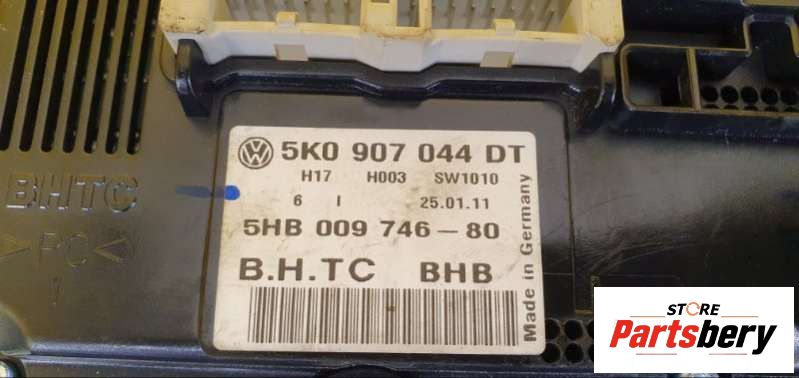 5K0 907 044 DT
H17 H003 SW1010
6 I 25.01.11
5HB 009 746-80
B.H.TC BHB
Made in Germany
BHTC
>PC<
1
STORE
Partsbery